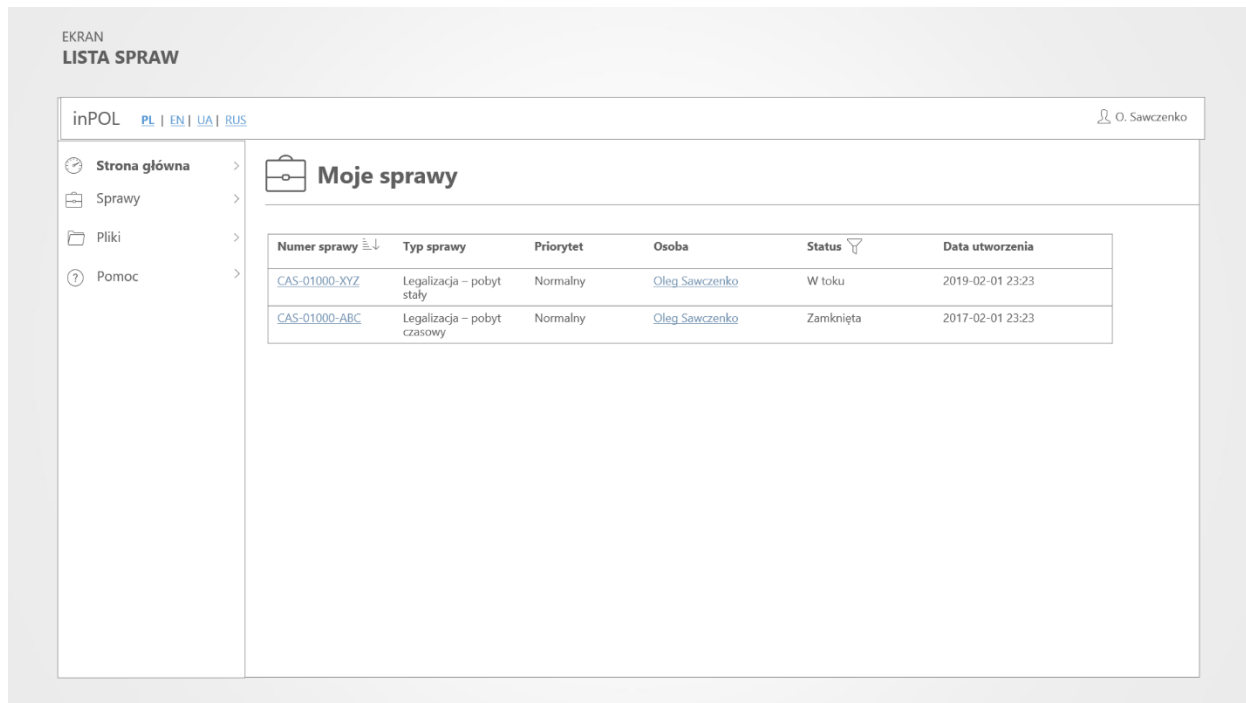 EKRAN
LISTA SPRAW
inPOL PL | EN | UA | RUS
O. Sawczenko
Strona główna
Sprawy
Pliki
Pomoc
Moje sprawy
Numer sprawy Typ sprawy Priorytet Osoba Status Data utworzenia
CAS-01000-XYZ Legalizacja – pobyt Normalny Oleg Sawczenko W toku 2019-02-01 23:23
stały
CAS-01000-ABC Legalizacja – pobyt Normalny Oleg Sawczenko Zamknięta 2017-02-01 23:23
czasowy